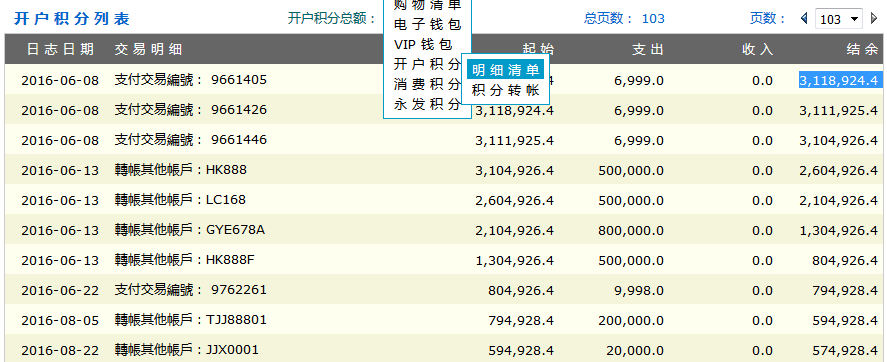 开户积分列表 开户积分总额： 总页数： 103 页数： 103
购物清单
电子钱包
VIP 钱包
开户积分
消费积分
永发积分
明细清单
积分转帐
日志日期 交易明细 起始 支出 收入 结余
2016-06-08 支付交易編號： 9661405 4 6,999.0 0.0 3,118,924.4
2016-06-08 支付交易編號： 9661426 3,118,924.4 6,999.0 0.0 3,111,925.4
2016-06-08 支付交易編號： 9661446 3,111,925.4 6,999.0 0.0 3,104,926.4
2016-06-13 轉帳其他帳戶：HK888 3,104,926.4 500,000.0 0.0 2,604,926.4
2016-06-13 轉帳其他帳戶：LC168 2,604,926.4 500,000.0 0.0 2,104,926.4
2016-06-13 轉帳其他帳戶：GYE678A 2,104,926.4 800,000.0 0.0 1,304,926.4
2016-06-13 轉帳其他帳戶：HK888F 1,304,926.4 500,000.0 0.0 804,926.4
2016-06-22 支付交易編號： 9762261 804,926.4 9,998.0 0.0 794,928.4
2016-08-05 轉帳其他帳戶：TJJ88801 794,928.4 200,000.0 0.0 594,928.4
2016-08-22 轉帳其他帳戶：JJX0001 594,928.4 20,000.0 0.0 574,928.4